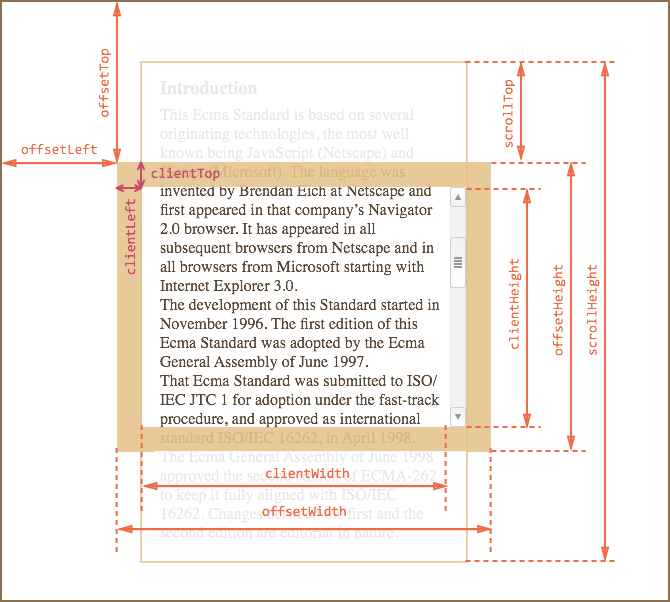 offsetTop
offsetLeft
Introduction
This Ecma Standard is based on several
originating technologies, the most well
known being JavaScript (Netscape) and
(Microsoft). The language was
invented by Brendan Eich at Netscape and
first appeared in that company's Navigator
2.0 browser. It has appeared in all
subsequent browsers from Netscape and in
all browsers from Microsoft starting with
Internet Explorer 3.0.
The development of this Standard started in
November 1996. The first edition of this
Ecma Standard was adopted by the Ecma
General Assembly of June 1997.
That Ecma Standard was submitted to ISO/
IEC JTC 1 for adoption under the fast-track
procedure, and approved as international
standard ISO/IEC 16262, in April 1998.
The Ecma General Assembly of June 1998
approved the second edition of ECMA-262
to keep it fully aligned with ISO/IEC
16262. Changes between the first and the
second edition are editorial in nature.
clientTop
clientLeft
clientWidth
offsetWidth
scrollTop
clientHeight
offsetHeight
scrollHeight